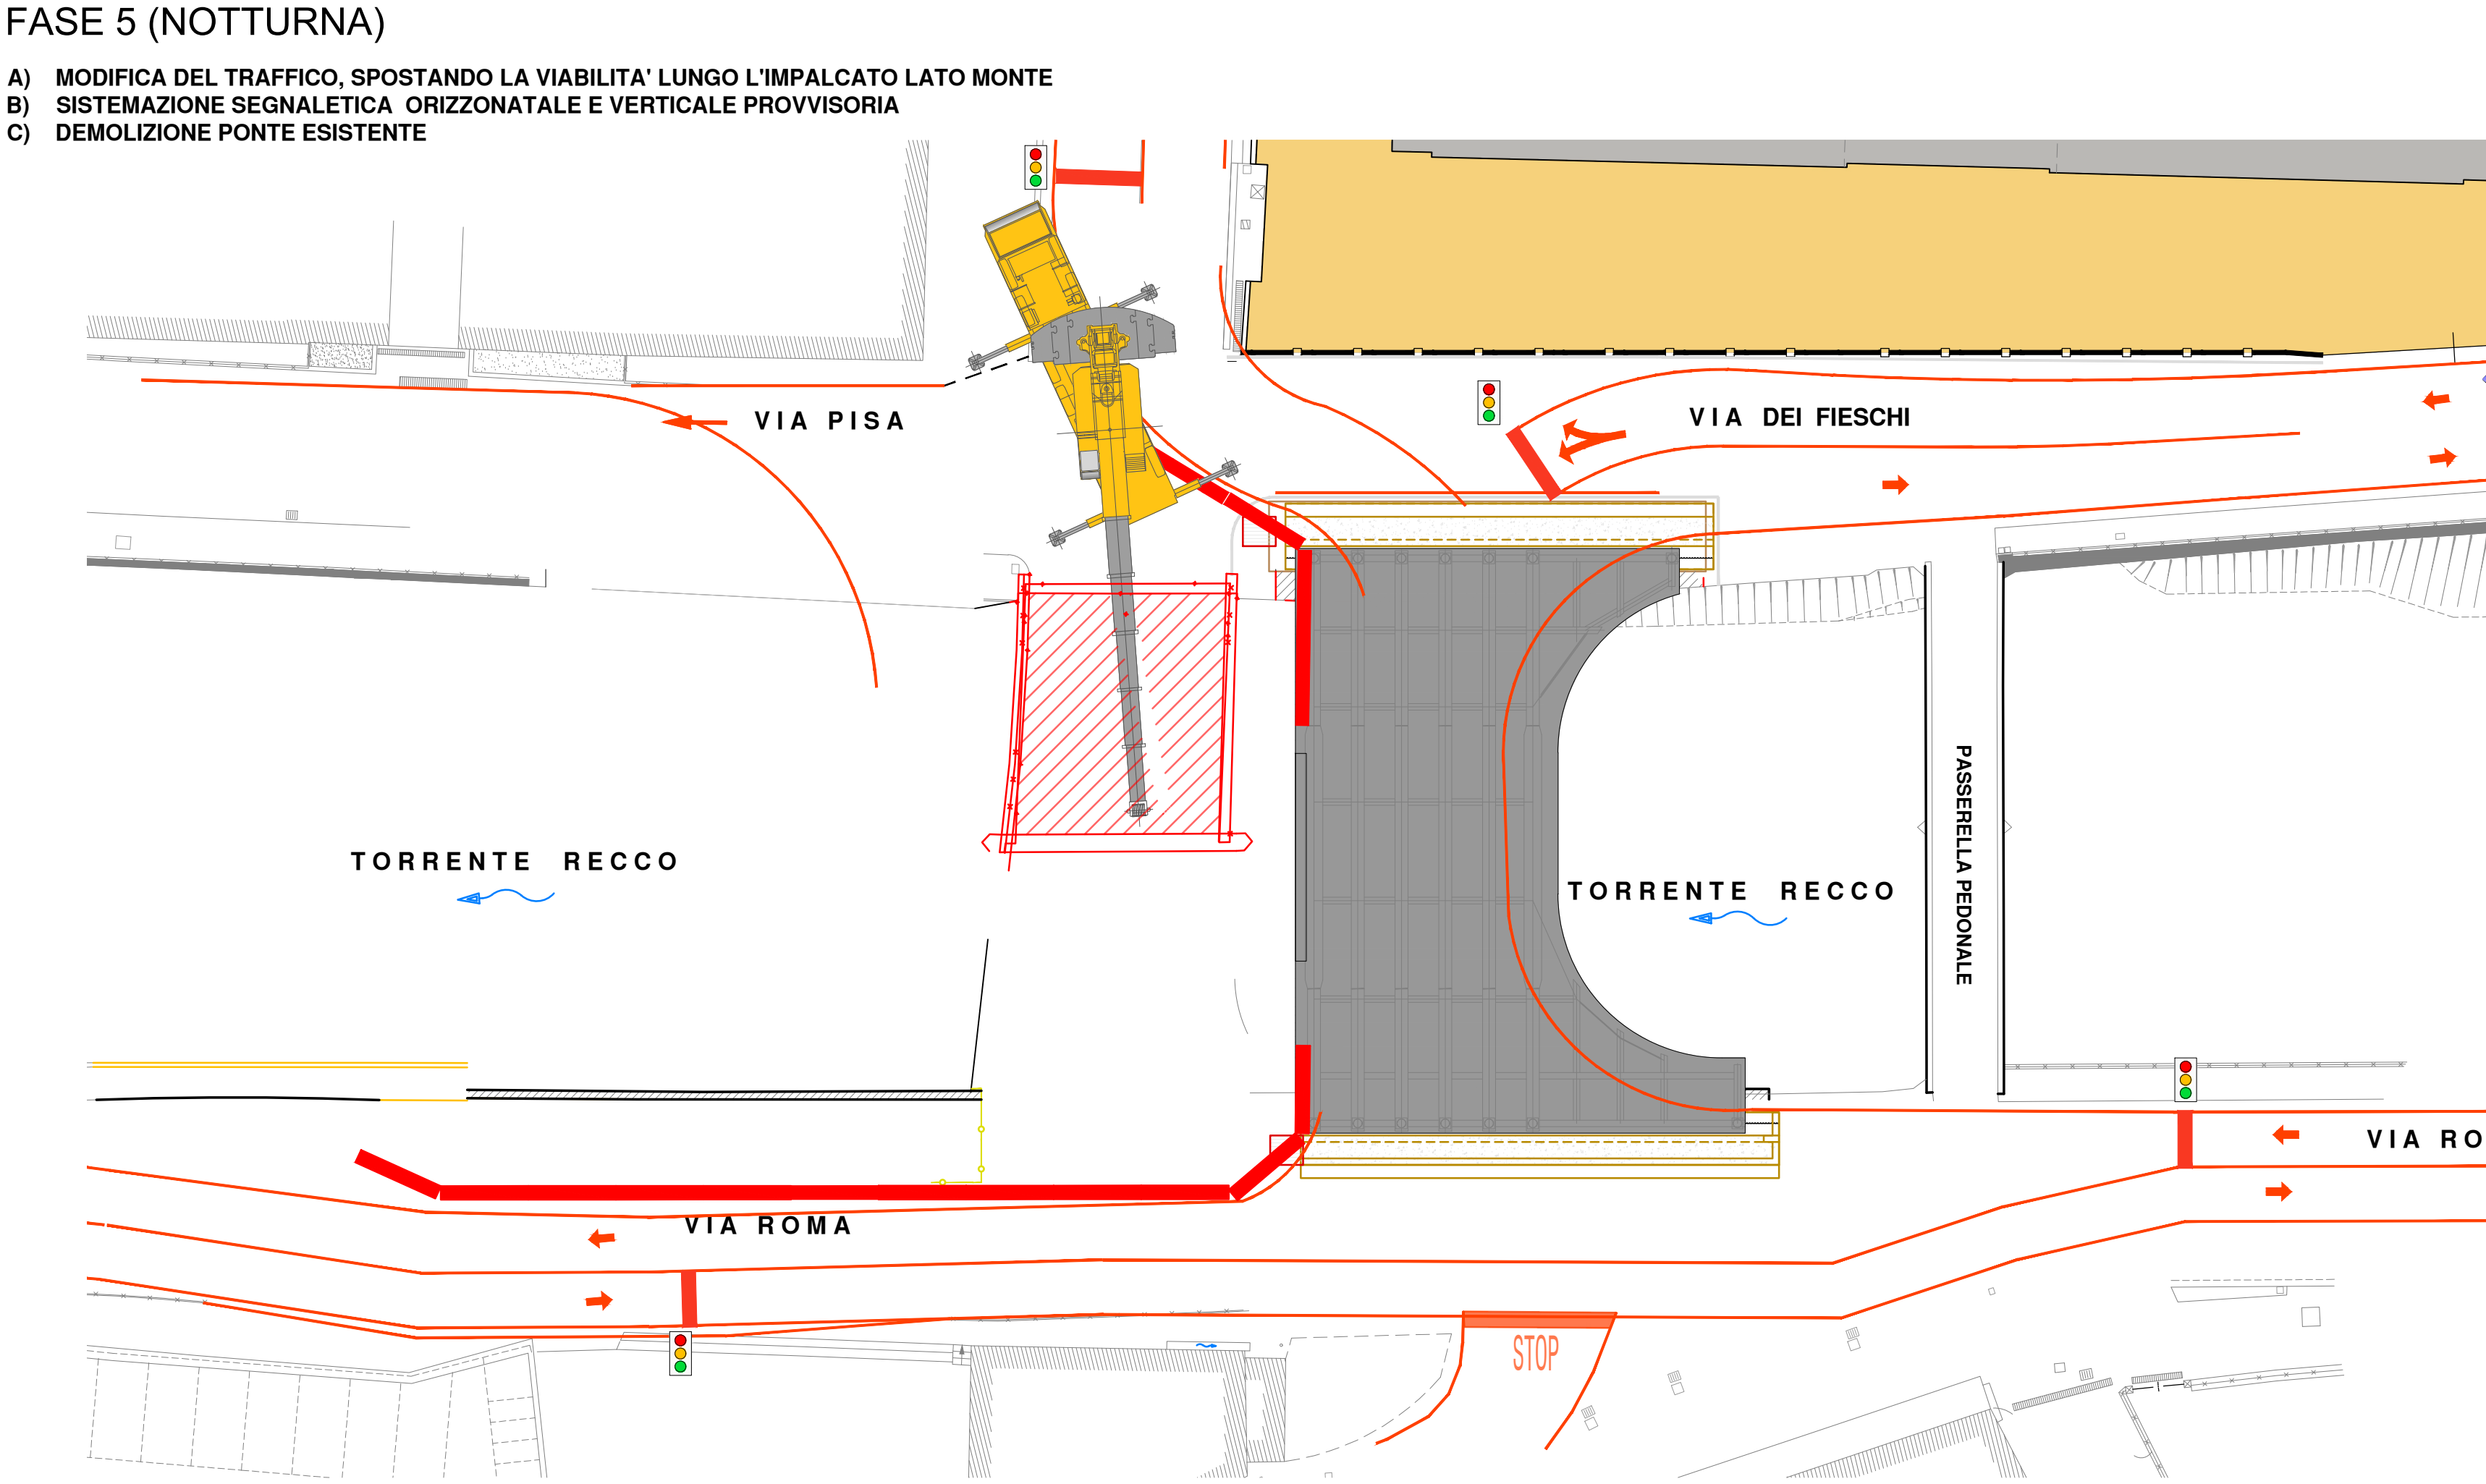 FASE 5 (NOTTURNA)
A) MODIFICA DEL TRAFFICO, SPOSTANDO LA VIABILITA' LUNGO L'IMPALCATO LATO MONTE
B) SISTEMAZIONE SEGNALETICA ORIZZONATALE E VERTICALE PROVVISORIA
C) DEMOLIZIONE PONTE ESISTENTE
VIA PISA
VIA DEI FIESCHI
PASSERELLA PEDONALE
TORRENTE RECCO
TORRENTE RECCO
VIA RO
VIA ROMA
STOP